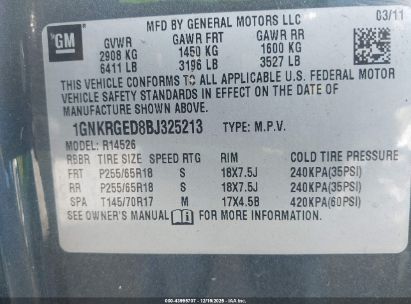 MFD BY GENERAL MOTORS LLC 03/11
GM GVWR GAWR FRT GAWR RR
2908 KG 1450 KG 1600 KG
6411 LB 3196 LB 3527 LB
THIS VEHICLE CONFORMS TO ALL APPLICABLE U.S. FEDERAL MOTOR
VEHICLE SAFETY STANDARDS IN EFFECT ON THE DATE OF
MANUFACTURE SHOWN ABOVE.
1GNKRGED8BJ325213 TYPE: M.P.V.
MODEL: R14526
RSBR TIRE SIZE SPEED RTG RIM COLD TIRE PRESSURE
FRT P255/65R18 S 18X7.5J 240KPA(35PSI)
RR P255/65R18 S 18X7.5J 240KPA(35PSI)
SPA T145/70R17 M 17X4.5B 420KPA(60PSI)
SEE OWNER'S MANUAL FOR MORE INFORMATION.